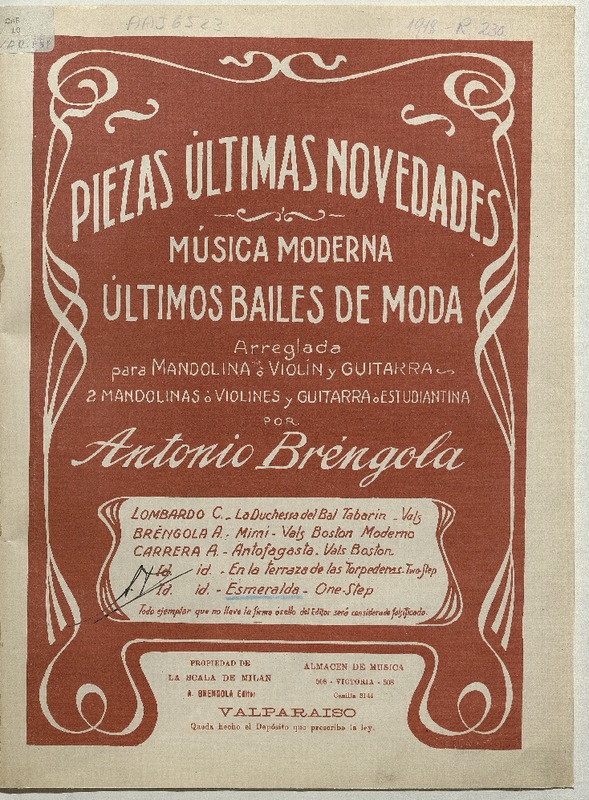 AAJ6523
1918 - R. 230
PIEZAS ÚLTIMAS NOVEDADES
MÚSICA MODERNA
ÚLTIMOS BAILES DE MODA
Arreglada
para MANDOLINA ò VIOLÍN y GUITARRA
2 MANDOLINAS ò VIOLINES y GUITARRA ò ESTUDIANTINA
POR
Antonio Bréngola
LOMBARDO C. - La Duchessa del Bal Tabarin - Vals
BRÉNGOLA A. - Mimi - Vals Boston Moderno
CARRERA A. - Antofagasta. Vals Boston
Id. id. - En la terraza de las Torpederas. Two-Step
Id. id. - Esmeralda - One-Step
Todo ejemplar que no lleve la firma ò sello del Editor será considerado falsificado.
PROPIEDAD DE
LA SCALA DE MILAN
A. BRENGOLA Editor
ALMACEN DE MUSICA
508 - VICTORIA - 508
Casilla 3144
VALPARAISO
Queda hecho el Depósito que prescribe la ley.